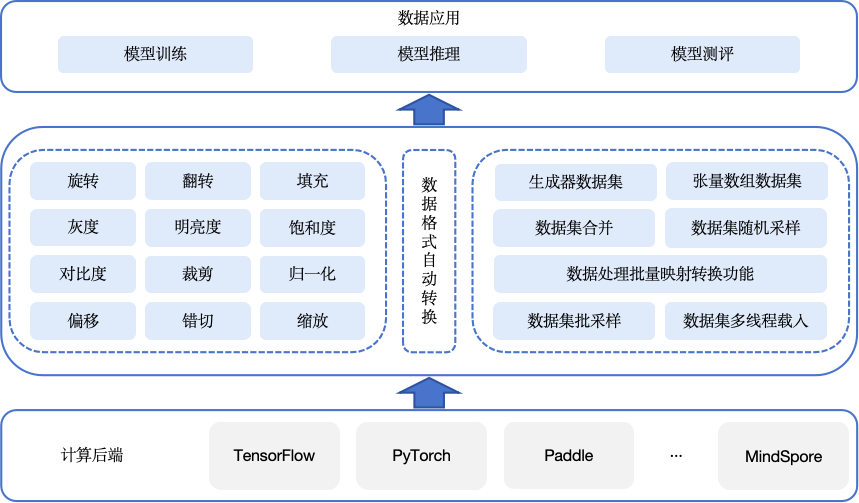 数据应用
模型训练 模型推理 模型测评
旋转 翻转 填充
灰度 明亮度 饱和度
对比度 裁剪 归一化
偏移 错切 缩放
数据格式自动转换
生成器数据集 张量数组数据集
数据集合并 数据集随机采样
数据处理批量映射转换功能
数据集批采样 数据集多线程载入
计算后端 TensorFlow PyTorch Paddle ... MindSpore